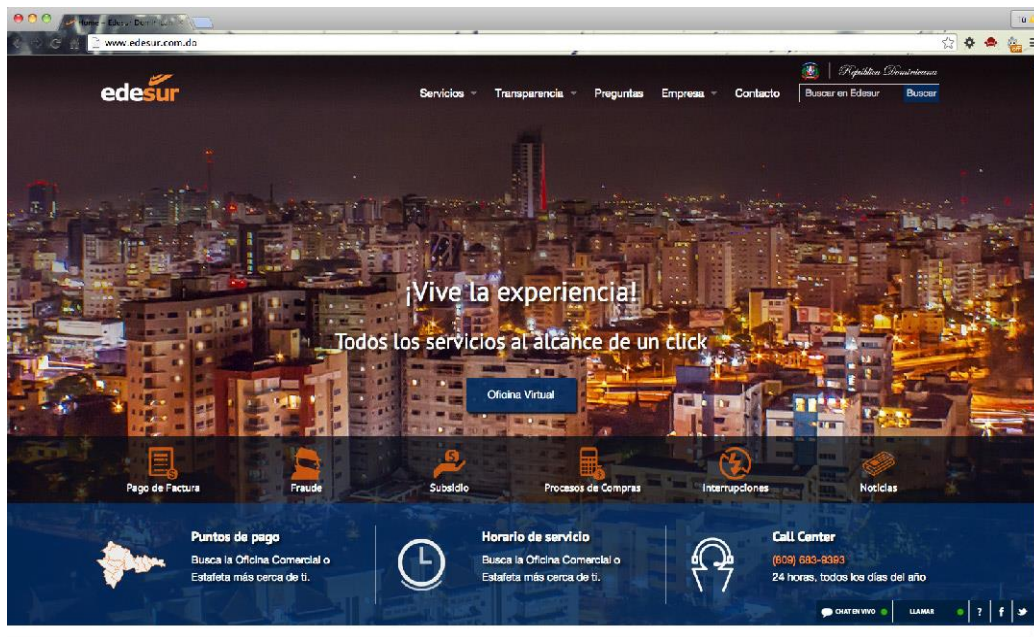 Home – Edesur Dominica
www.edesur.com.do
República Dominicana
edesur
Servicios
Transparencia
Preguntas
Empresa
Contacto
Buscar en Edesur
Buscar
¡Vive la experiencia!
Todos los servicios al alcance de un click
Oficina Virtual
Pago de Factura
Fraude
Subsidio
Procesos de Compras
Interrupciones
Noticias
Puntos de pago
Busca la Oficina Comercial o
Estafeta más cerca de ti.
Horario de servicio
Busca la Oficina Comercial o
Estafeta más cerca de ti.
Call Center
(809) 683-9393
24 horas, todos los días del año
CHAT EN VIVO
LLAMAR
?
f